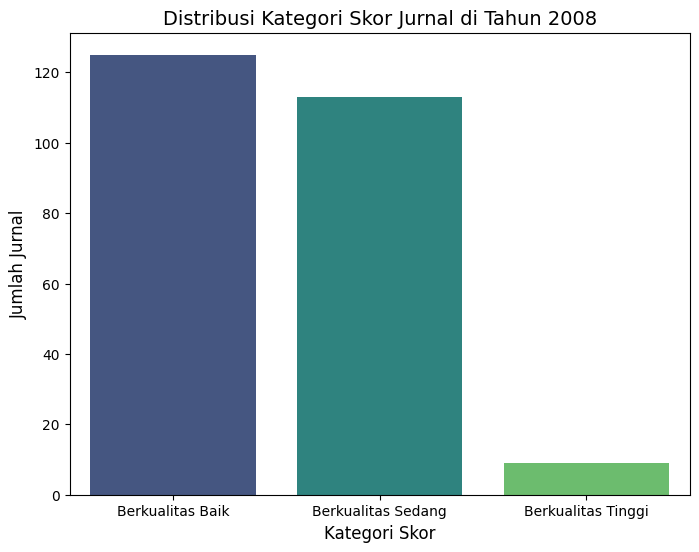 Distribusi Kategori Skor Jurnal di Tahun 2008
Jumlah Jurnal
120
100
80
60
40
20
0
Berkualitas Baik
Berkualitas Sedang
Berkualitas Tinggi
Kategori Skor